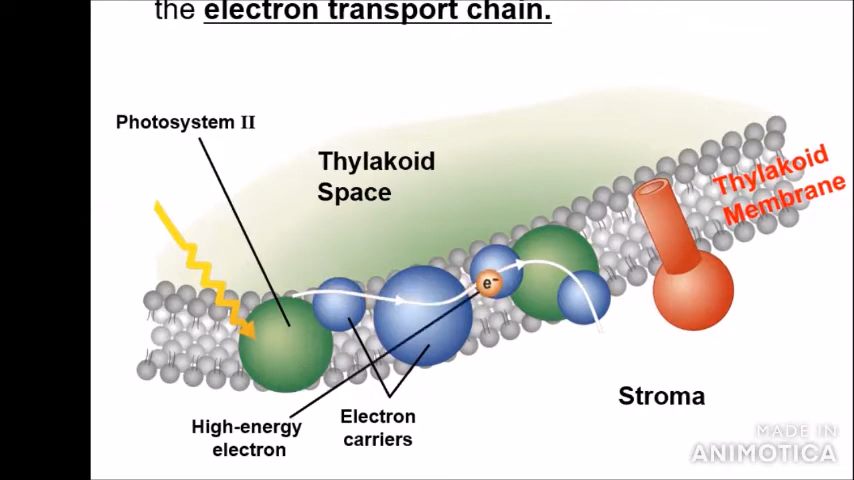 the electron transport chain.
Photosystem II
Thylakoid
Space
Thylakoid
Membrane
e⁻
High-energy
electron
Electron
carriers
Stroma
MADE IN
ANIMOTICA